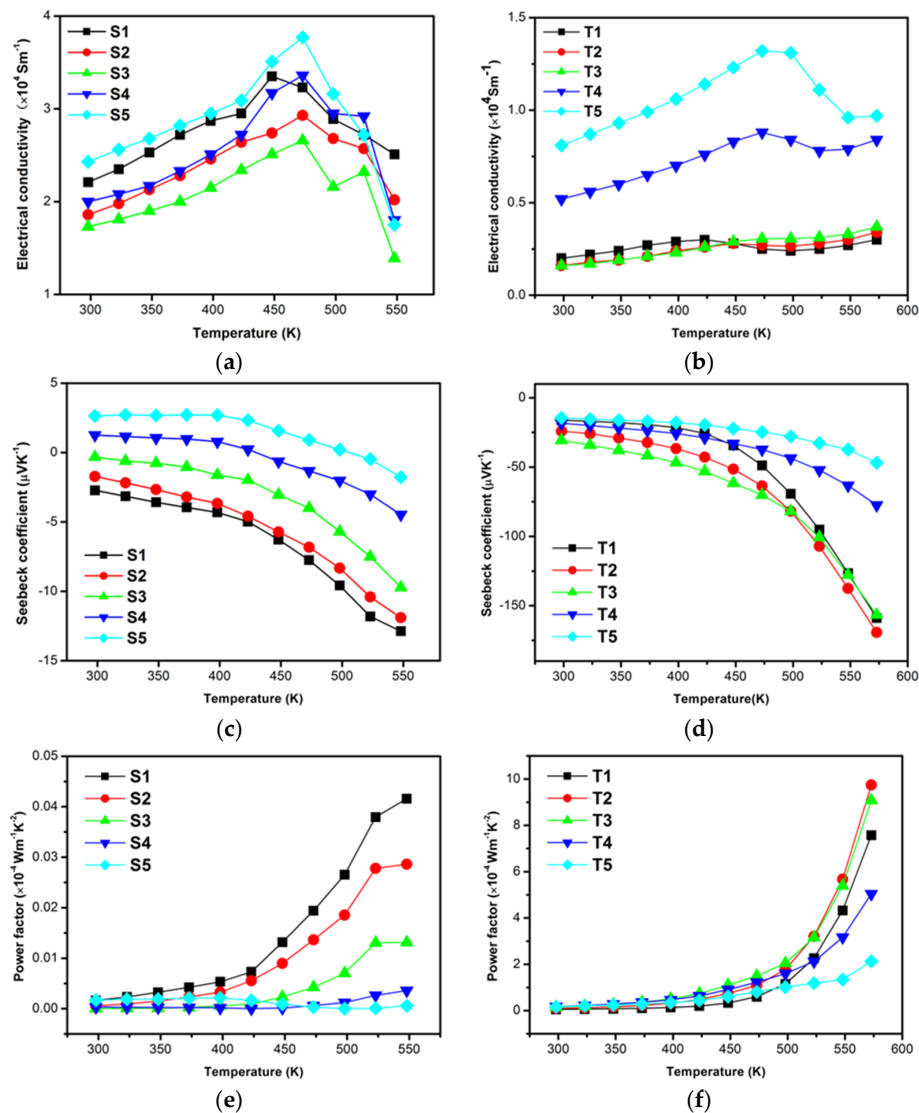 4
3
2
1
Electrical conductivity (×10⁴ Sm⁻¹)
S1
S2
S3
S4
S5
300 350 400 450 500 550
Temperature (K)
(a)
1.5
1.0
0.5
0.0
Electrical conductivity (×10⁴Sm⁻¹)
T1
T2
T3
T4
T5
300 350 400 450 500 550 600
Temperature (K)
(b)
5
0
-5
-10
-15
Seebeck coefficient (μVK⁻¹)
S1
S2
S3
S4
S5
300 350 400 450 500 550
Temperature (K)
(c)
0
-50
-100
-150
Seebeck coefficient (μVK⁻¹)
T1
T2
T3
T4
T5
300 350 400 450 500 550 600
Temperature(K)
(d)
0.05
0.04
0.03
0.02
0.01
0.00
Power factor (×10⁻⁴ Wm⁻¹K⁻²)
S1
S2
S3
S4
S5
300 350 400 450 500 550
Temperature (K)
(e)
10
8
6
4
2
0
Power factor (×10⁻⁴ Wm⁻¹K⁻²)
T1
T2
T3
T4
T5
300 350 400 450 500 550 600
Temperature (K)
(f)